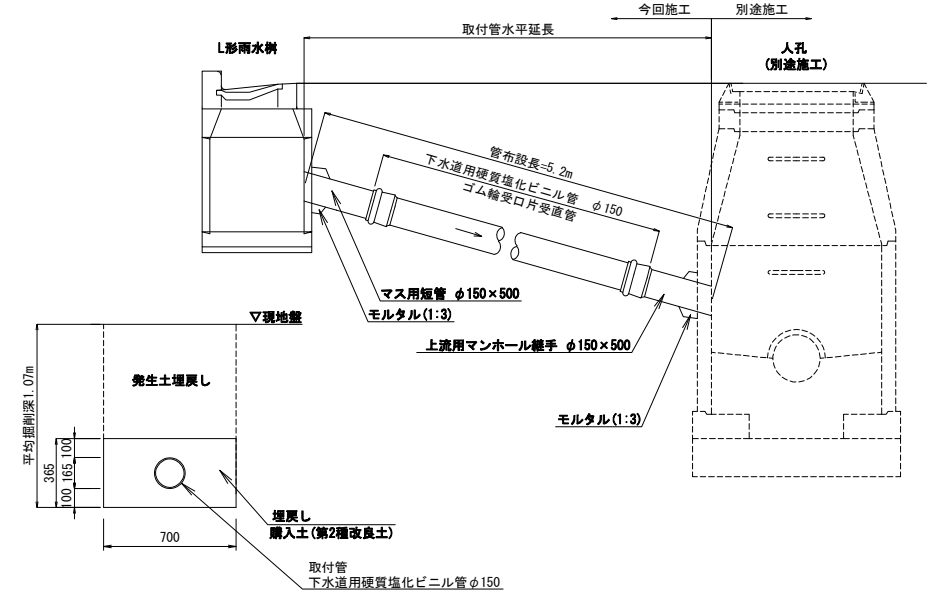 今回施工
別途施工
取付管水平延長
L形雨水桝
人孔
(別途施工)
管布設長=5.2m
下水道用硬質塩化ビニル管 φ150
ゴム輪受口片受直管
マス用短管 φ150×500
モルタル(1:3)
上流用マンホール継手 φ150×500
モルタル(1:3)
▽現地盤
発生土埋戻し
平均掘削深1.07m
365
100
165
100
700
埋戻し
購入土(第2種改良土)
取付管
下水道用硬質塩化ビニル管φ150